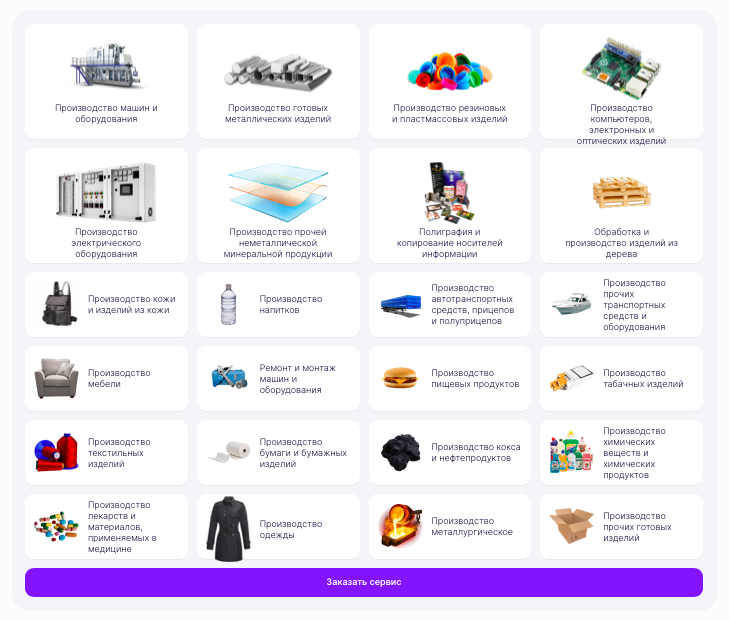 Производство машин и
оборудования
Производство готовых
металлических изделий
Производство резиновых
и пластмассовых изделий
Производство
компьютеров,
электронных и
оптических изделий
Производство
электрического
оборудования
Производство прочей
неметаллической
минеральной продукции
Полиграфия и
копирование носителей
информации
Обработка и
производство изделий из
дерева
Производство кожи
и изделий из кожи
Производство
напитков
Производство
автотранспортных
средств, прицепов
и полуприцепов
Производство
прочих
транспортных
средств и
оборудования
Производство
мебели
Ремонт и монтаж
машин и
оборудования
Производство
пищевых продуктов
Производство
табачных изделий
Производство
текстильных
изделий
Производство
бумаги и бумажных
изделий
Производство кокса
и нефтепродуктов
Производство
химических
веществ и
химических
продуктов
Производство
лекарств и
материалов,
применяемых в
медицине
Производство
одежды
Производство
металлургическое
Производство
прочих готовых
изделий
Заказать сервис